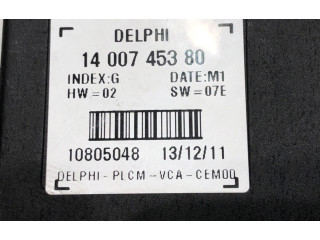 DELPHI
14 007 453 80
INDEX:G DATE:M1
HW=02 SW=07E
10805048 13/12/11
DELPHI-PLCM-VCA-CEM00